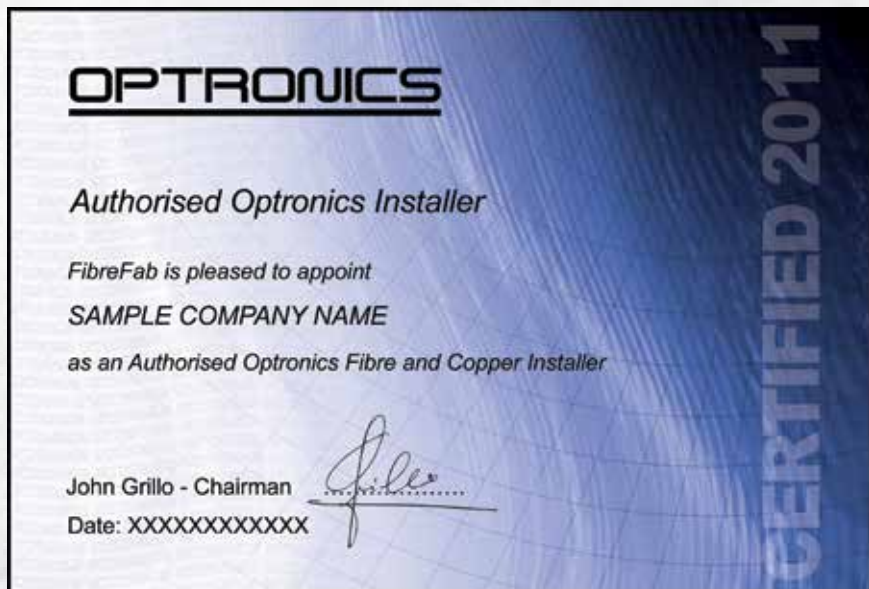 OPTRONICS
Authorised Optronics Installer
FibreFab is pleased to appoint
SAMPLE COMPANY NAME
as an Authorised Optronics Fibre and Copper Installer
John Grillo - Chairman
Date: XXXXXXXXXXXX
CERTIFIED 2011